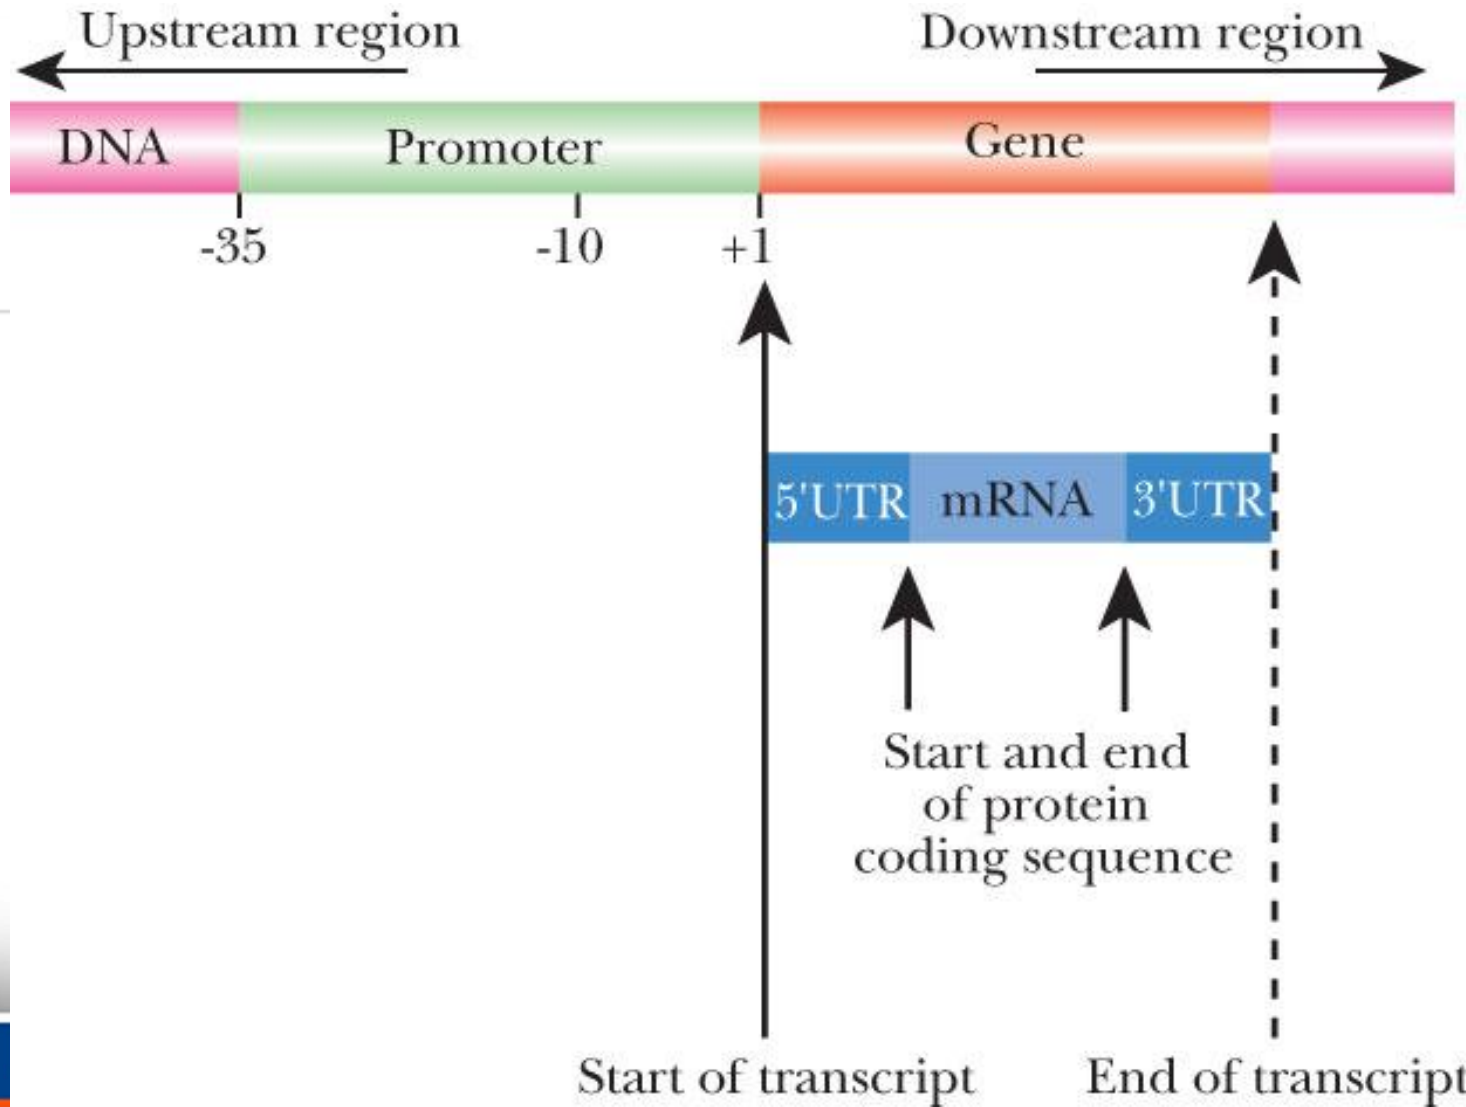 Upstream region
Downstream region
DNA
Promoter
Gene
-35
-10
+1
5'UTR
mRNA
3'UTR
Start and end
of protein
coding sequence
Start of transcript
End of transcript